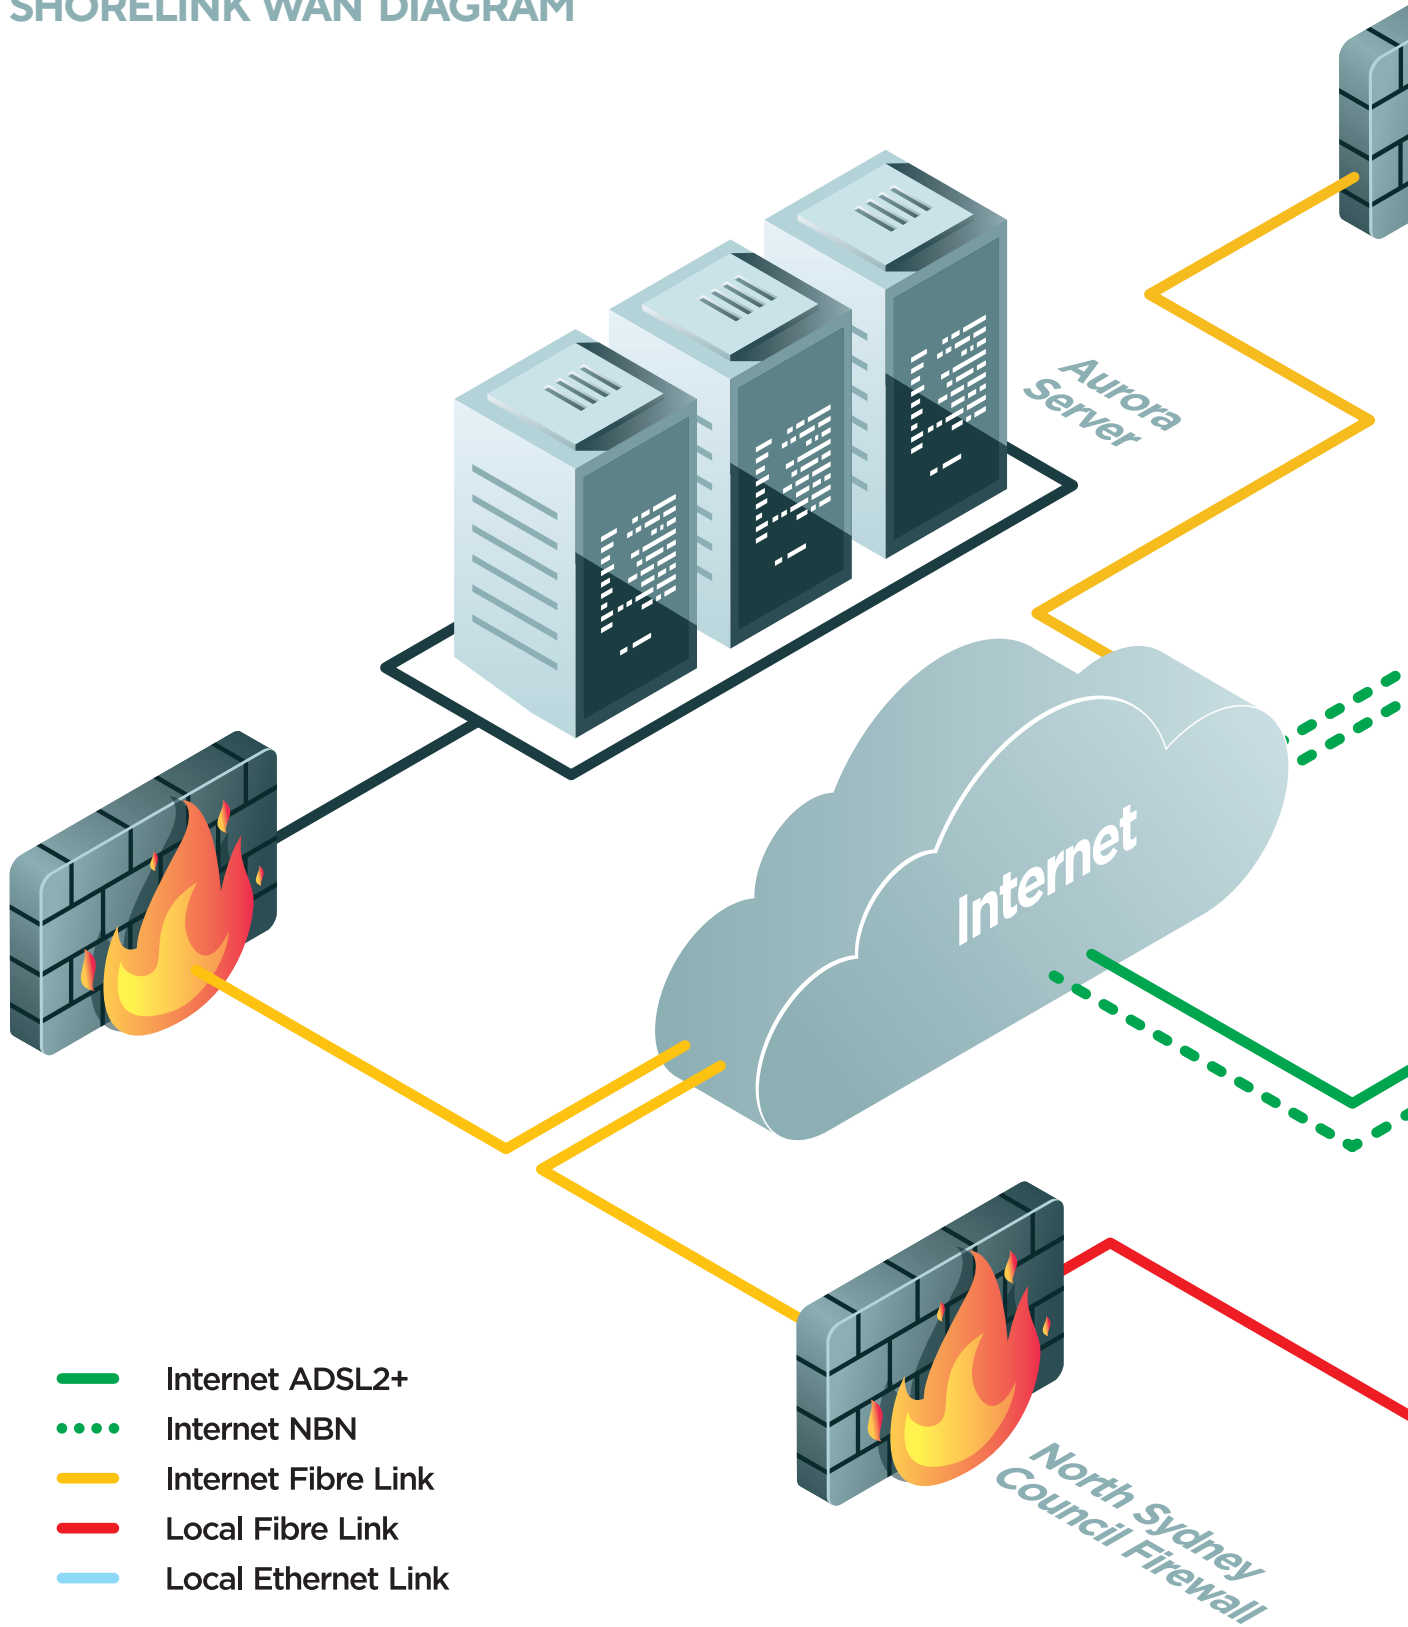 SHORELINK WAN DIAGRAM
Aurora
Server
Internet
Internet ADSL2+
Internet NBN
Internet Fibre Link
Local Fibre Link
Local Ethernet Link
North Sydney
Council Firewall